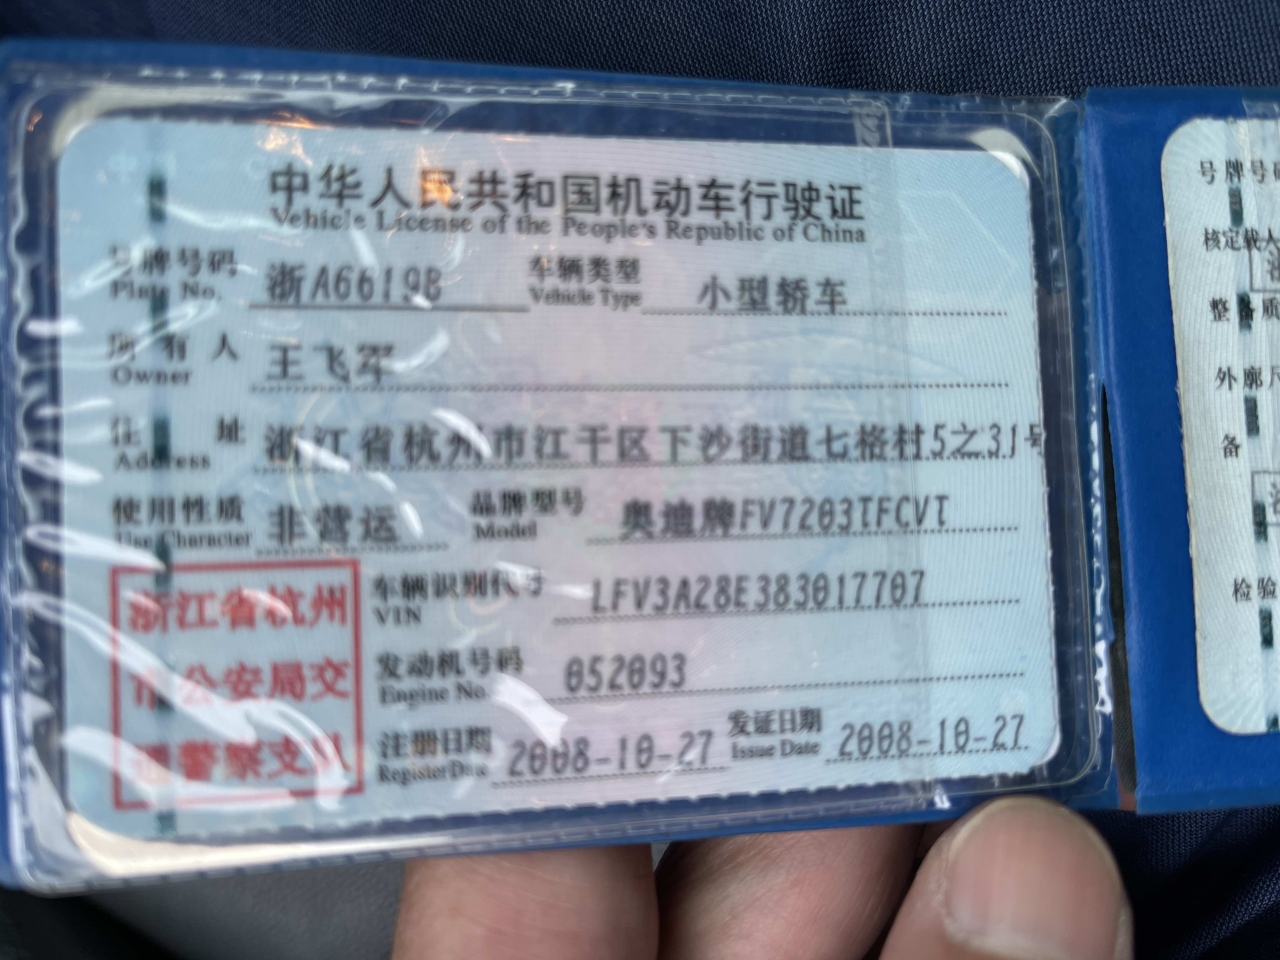 中华人民共和国机动车行驶证
Vehicle License of the People's Republic of China
号牌号码 浙A6619B 车辆类型 小型轿车
Plate No. Vehicle Type
所有人 王飞军
Owner
住址 浙江省杭州市江干区下沙街道七格村5之31号
Address
使用性质 非营运 品牌型号 奥迪牌FV7203TFCVT
Use Character Model
车辆识别代号 LFV3A28E383017707
VIN
发动机号码 052093
Engine No.
注册日期 2008-10-27 发证日期 2008-10-27
Register Date Issue Date
浙江省杭州
市公安局交
通警察支队
号牌号码
核定载人
整备质
外廓尺
备
检验